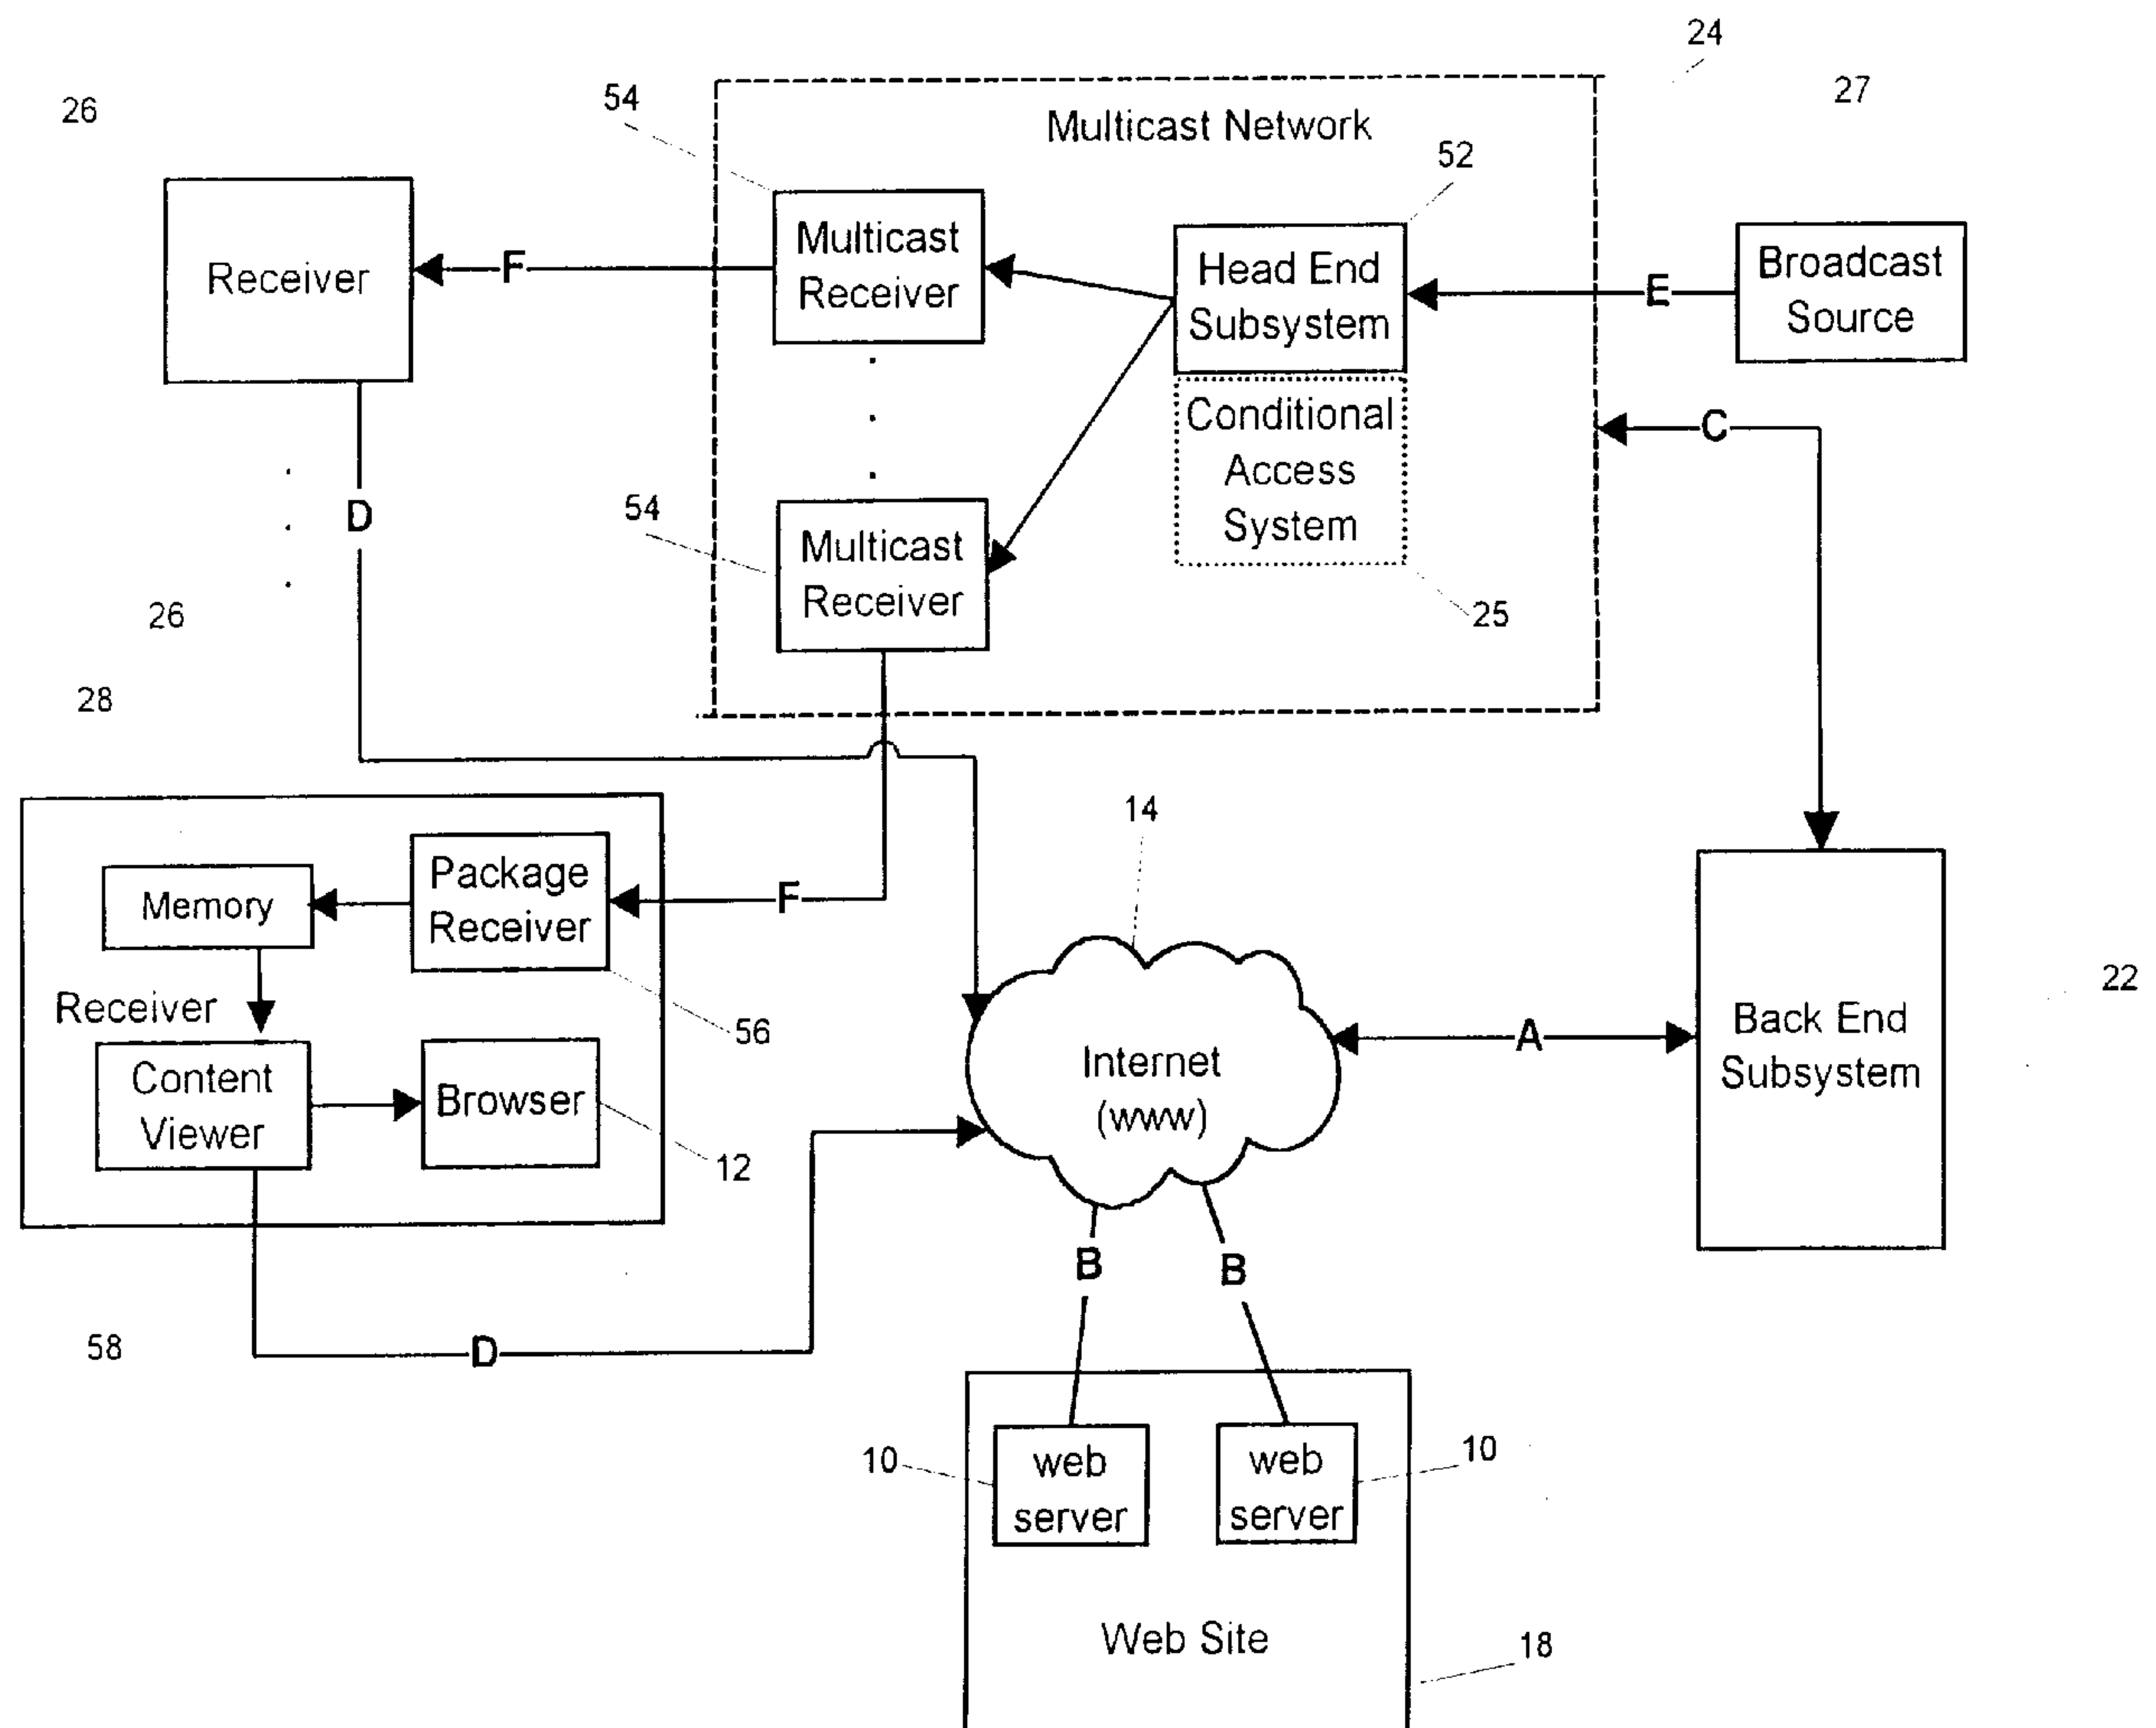 24
27
26
54
Multicast Network
52
Receiver
F
Multicast
Receiver
Head End
Subsystem
E
Broadcast
Source
Conditional
Access
System
C
D
54
Multicast
Receiver
25
26
28
14
Memory
Package
Receiver
F
Receiver
56
22
Content
Viewer
Browser
12
Internet
(www)
A
Back End
Subsystem
B
B
58
D
10
web
server
web
server
10
Web Site
18